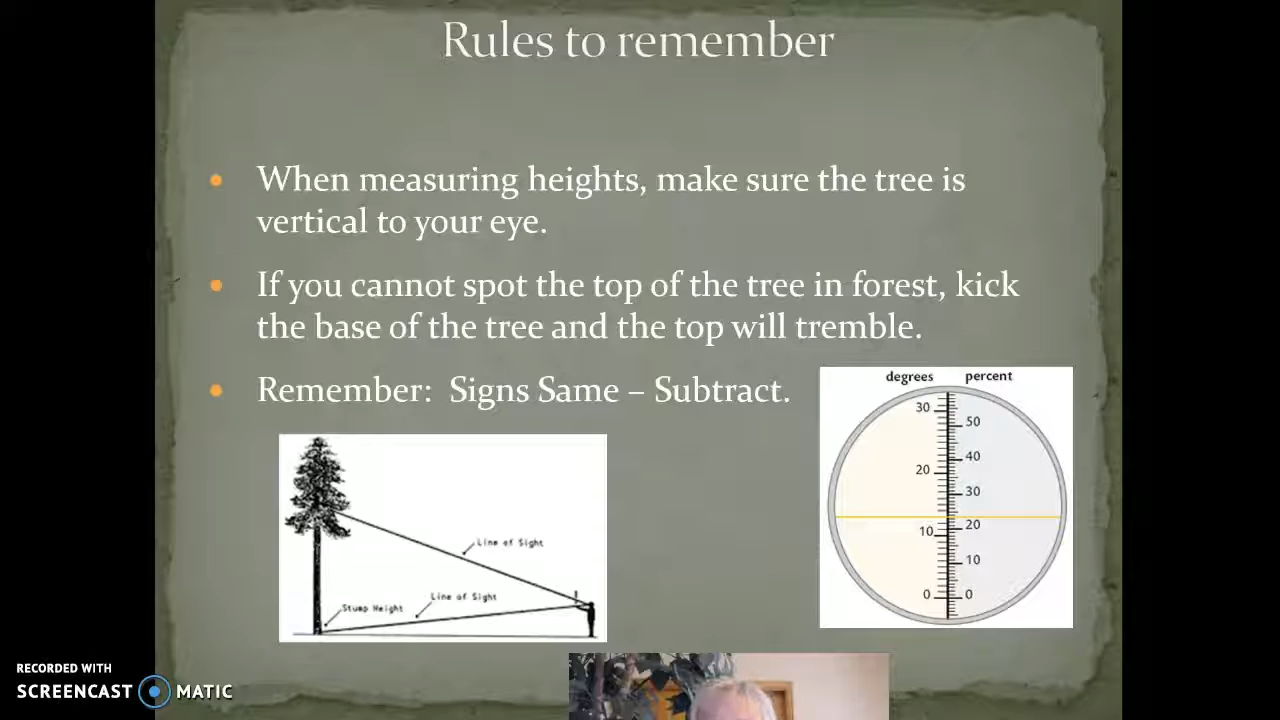 Rules to remember
When measuring heights, make sure the tree is
vertical to your eye.
If you cannot spot the top of the tree in forest, kick
the base of the tree and the top will tremble.
Remember: Signs Same – Subtract.
Line of Sight
Line of Sight
Stump Height
degrees percent
30
50
40
20
30
20
10
10
0 0
RECORDED WITH
SCREENCAST MATIC